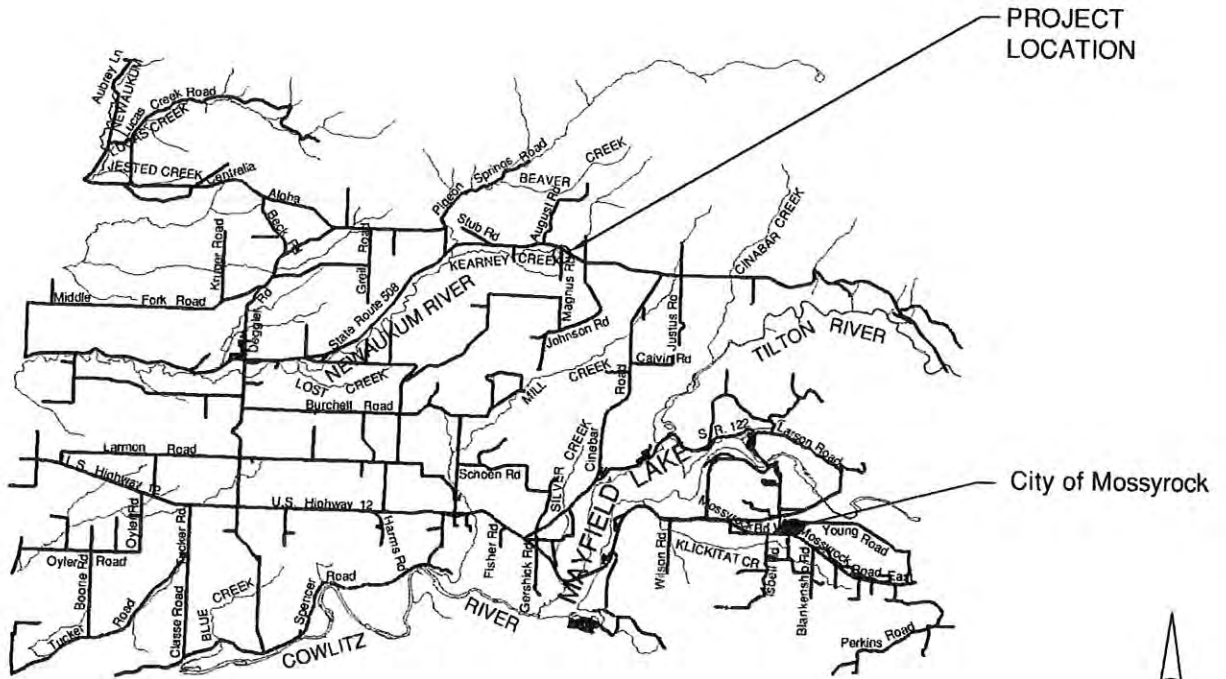 PROJECT
LOCATION
Aubrey Ln
NEWAUKUM
Lucas Creek Road
LUCAS CREEK
JESTED CREEK
Centralia
Alpha
Pigeon Springs Road
BEAVER CREEK
Beck Rd
Kruger Road
Greil Road
Stub Rd
August Rd
KEARNEY CREEK
Magnus Rd
CINABAR CREEK
Middle Fork Road
Deggler Rd
State Route 508
NEWAUKUM RIVER
Johnson Rd
Justus Rd
TILTON RIVER
LOST CREEK
MILL CREEK
Calvin Rd
Burchell Road
Cinebar Road
S.R. 122
Larson Road
Larmon Road
U.S. Highway 12
Schoen Rd
SILVER CREEK
MAYFIELD LAKE
City of Mossyrock
Oyler Rd
Tucker Rd
U.S. Highway 12
Harms Rd
Fisher Rd
Gershick Rd
Mossyrock Rd W
Mossyrock Road East
Young Road
Wilson Rd
KLICKITAT CR
Isbell Rd
Blankenship Rd
Oyler Road
Boone Rd
Tucker Road
Classe Road
BLUE CREEK
Spencer Road
COWLITZ RIVER
Perkins Road